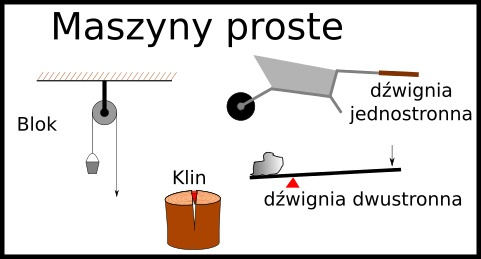 Maszyny proste
dźwignia
jednostronna
Blok
Klin
dźwignia dwustronna